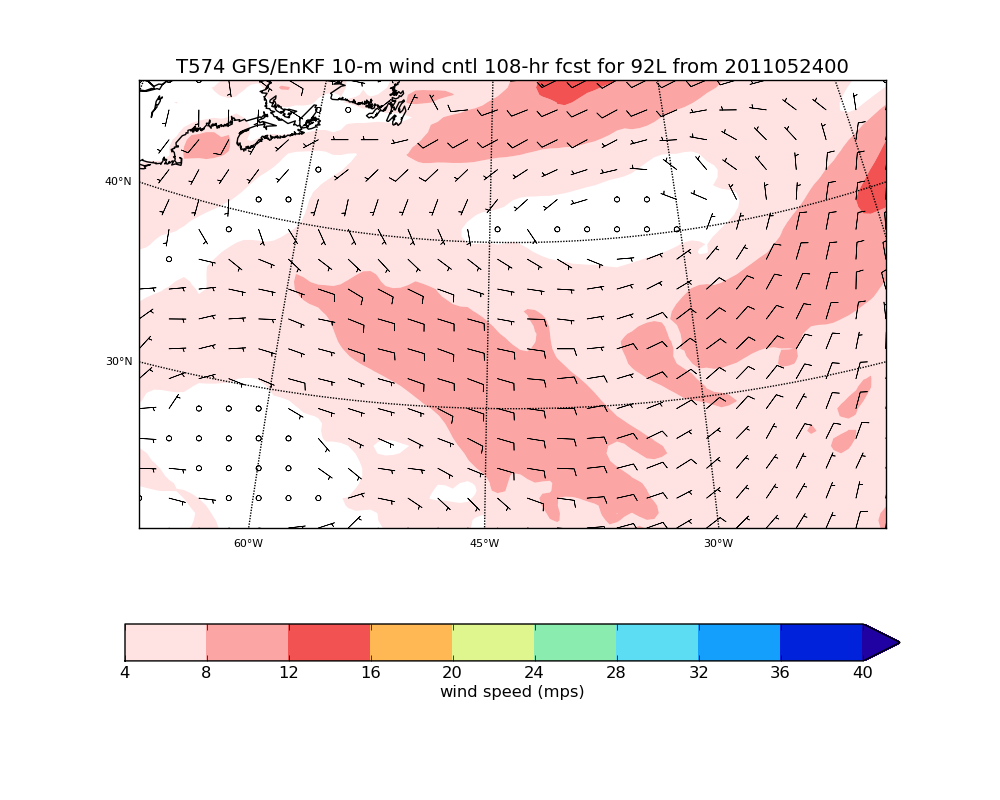 T574 GFS/EnKF 10-m wind cntl 108-hr fcst for 92L from 2011052400
40°N
30°N
60°W 45°W 30°W
4 8 12 16 20 24 28 32 36 40
wind speed (mps)